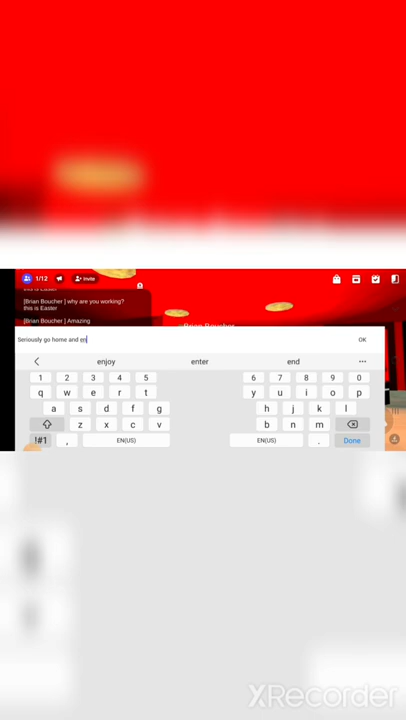 1/12 Invite
this is Easter
[Brian Boucher ] why are you working?
this is Easter
[Brian Boucher ] Amazing
Brian Boucher
Seriously go home and en OK
enjoy enter end
1 2 3 4 5 6 7 8 9 0
q w e r t y u i o p
a s d f g h j k l
z x c v b n m
!#1 , EN(US) EN(US) . Done
XRecorder